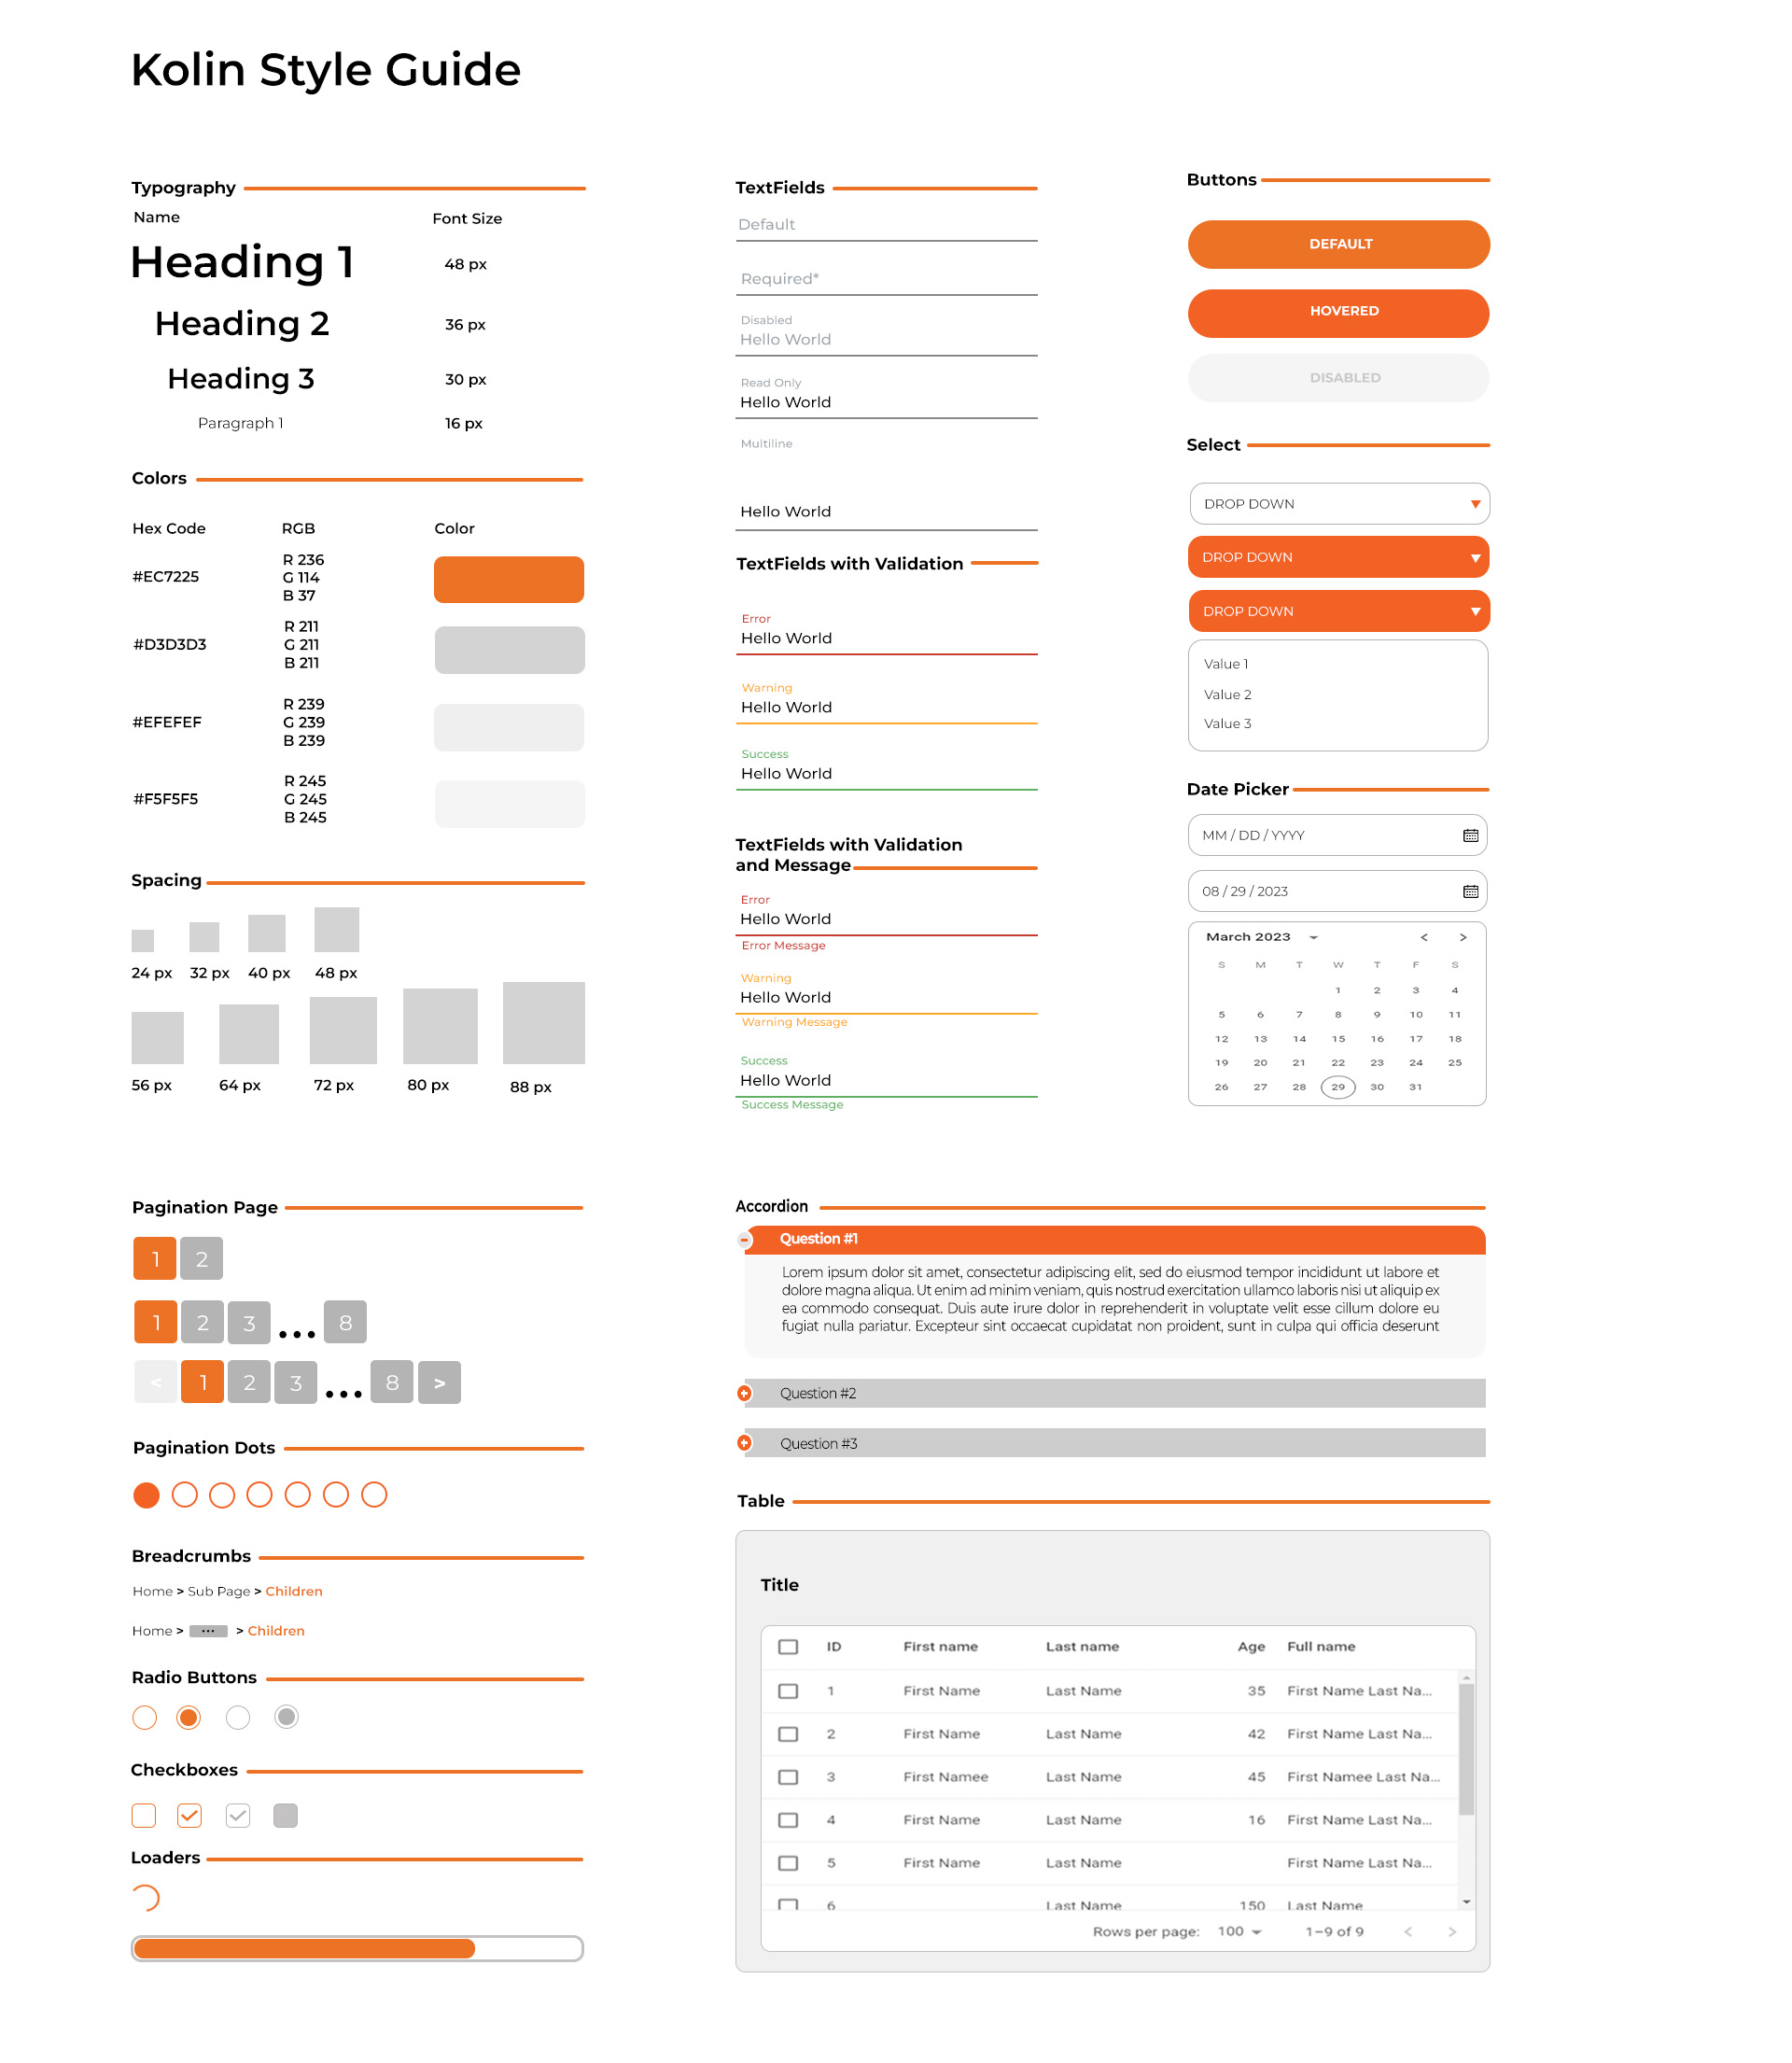 Kolin Style Guide
Typography
Name Font Size
Heading 1 48 px
Heading 2 36 px
Heading 3 30 px
Paragraph 1 16 px
Colors
Hex Code RGB Color
#EC7225
R 236
G 114
B 37
#D3D3D3
R 211
G 211
B 211
#EFEFEF
R 239
G 239
B 239
#F5F5F5
R 245
G 245
B 245
Spacing
24 px 32 px 40 px 48 px
56 px 64 px 72 px 80 px 88 px
TextFields
Default
Required*
Disabled
Hello World
Read Only
Hello World
Multiline
Hello World
TextFields with Validation
Error
Hello World
Warning
Hello World
Success
Hello World
TextFields with Validation
and Message
Error
Hello World
Error Message
Warning
Hello World
Warning Message
Success
Hello World
Success Message
Buttons
DEFAULT
HOVERED
DISABLED
Select
DROP DOWN
DROP DOWN
DROP DOWN
Value 1
Value 2
Value 3
Date Picker
MM / DD / YYYY
08 / 29 / 2023
March 2023 < >
S M T W T F S
1 2 3 4
5 6 7 8 9 10 11
12 13 14 15 16 17 18
19 20 21 22 23 24 25
26 27 28 29 30 31
Pagination Page
1 2
1 2 3 ... 8
< 1 2 3 ... 8 >
Pagination Dots
Breadcrumbs
Home > Sub Page > Children
Home > ... > Children
Radio Buttons
Checkboxes
Loaders
Accordion
Question #1
Lorem ipsum dolor sit amet, consectetur adipiscing elit, sed do eiusmod tempor incididunt ut labore et
dolore magna aliqua. Ut enim ad minim veniam, quis nostrud exercitation ullamco laboris nisi ut aliquip ex
ea commodo consequat. Duis aute irure dolor in reprehenderit in voluptate velit esse cillum dolore eu
fugiat nulla pariatur. Excepteur sint occaecat cupidatat non proident, sunt in culpa qui officia deserunt
Question #2
Question #3
Table
Title
ID First name Last name Age Full name
1 First Name Last Name 35 First Name Last Na...
2 First Name Last Name 42 First Name Last Na...
3 First Namee Last Name 45 First Namee Last Na...
4 First Name Last Name 16 First Name Last Na...
5 First Name Last Name First Name Last Na...
6 Last Name 150 Last Name
Rows per page: 100 1–9 of 9 < >